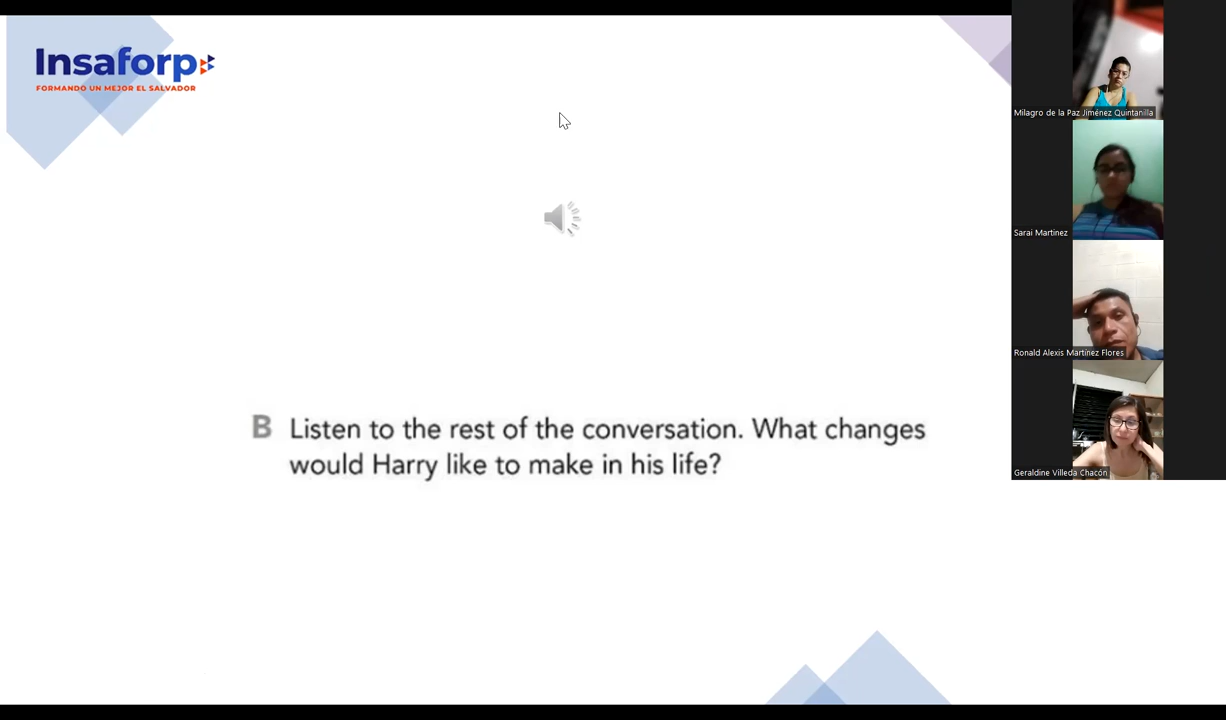 Insaforp
FORMANDO UN MEJOR EL SALVADOR
B Listen to the rest of the conversation. What changes
would Harry like to make in his life?
Milagro de la Paz Jiménez Quintanilla
Sarai Martinez
Ronald Alexis Martínez Flores
Geraldine Villeda Chacón